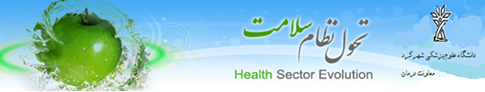 تحول نظام سلامت
Health Sector Evolution
دانشگاه علوم پزشکی شهرکرد
معاونت درمان